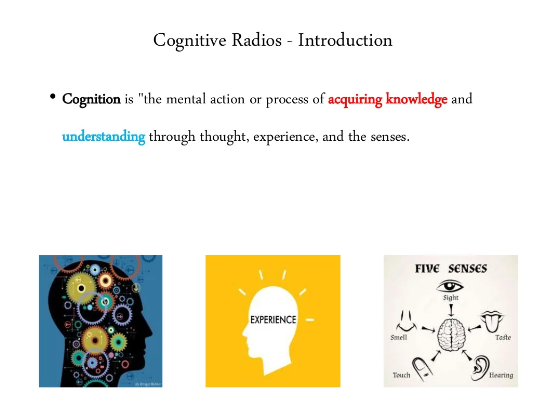 Cognitive Radios - Introduction
• Cognition is "the mental action or process of acquiring knowledge and
understanding through thought, experience, and the senses.
EXPERIENCE
FIVE SENSES
Sight
Smell
Taste
Touch
Hearing